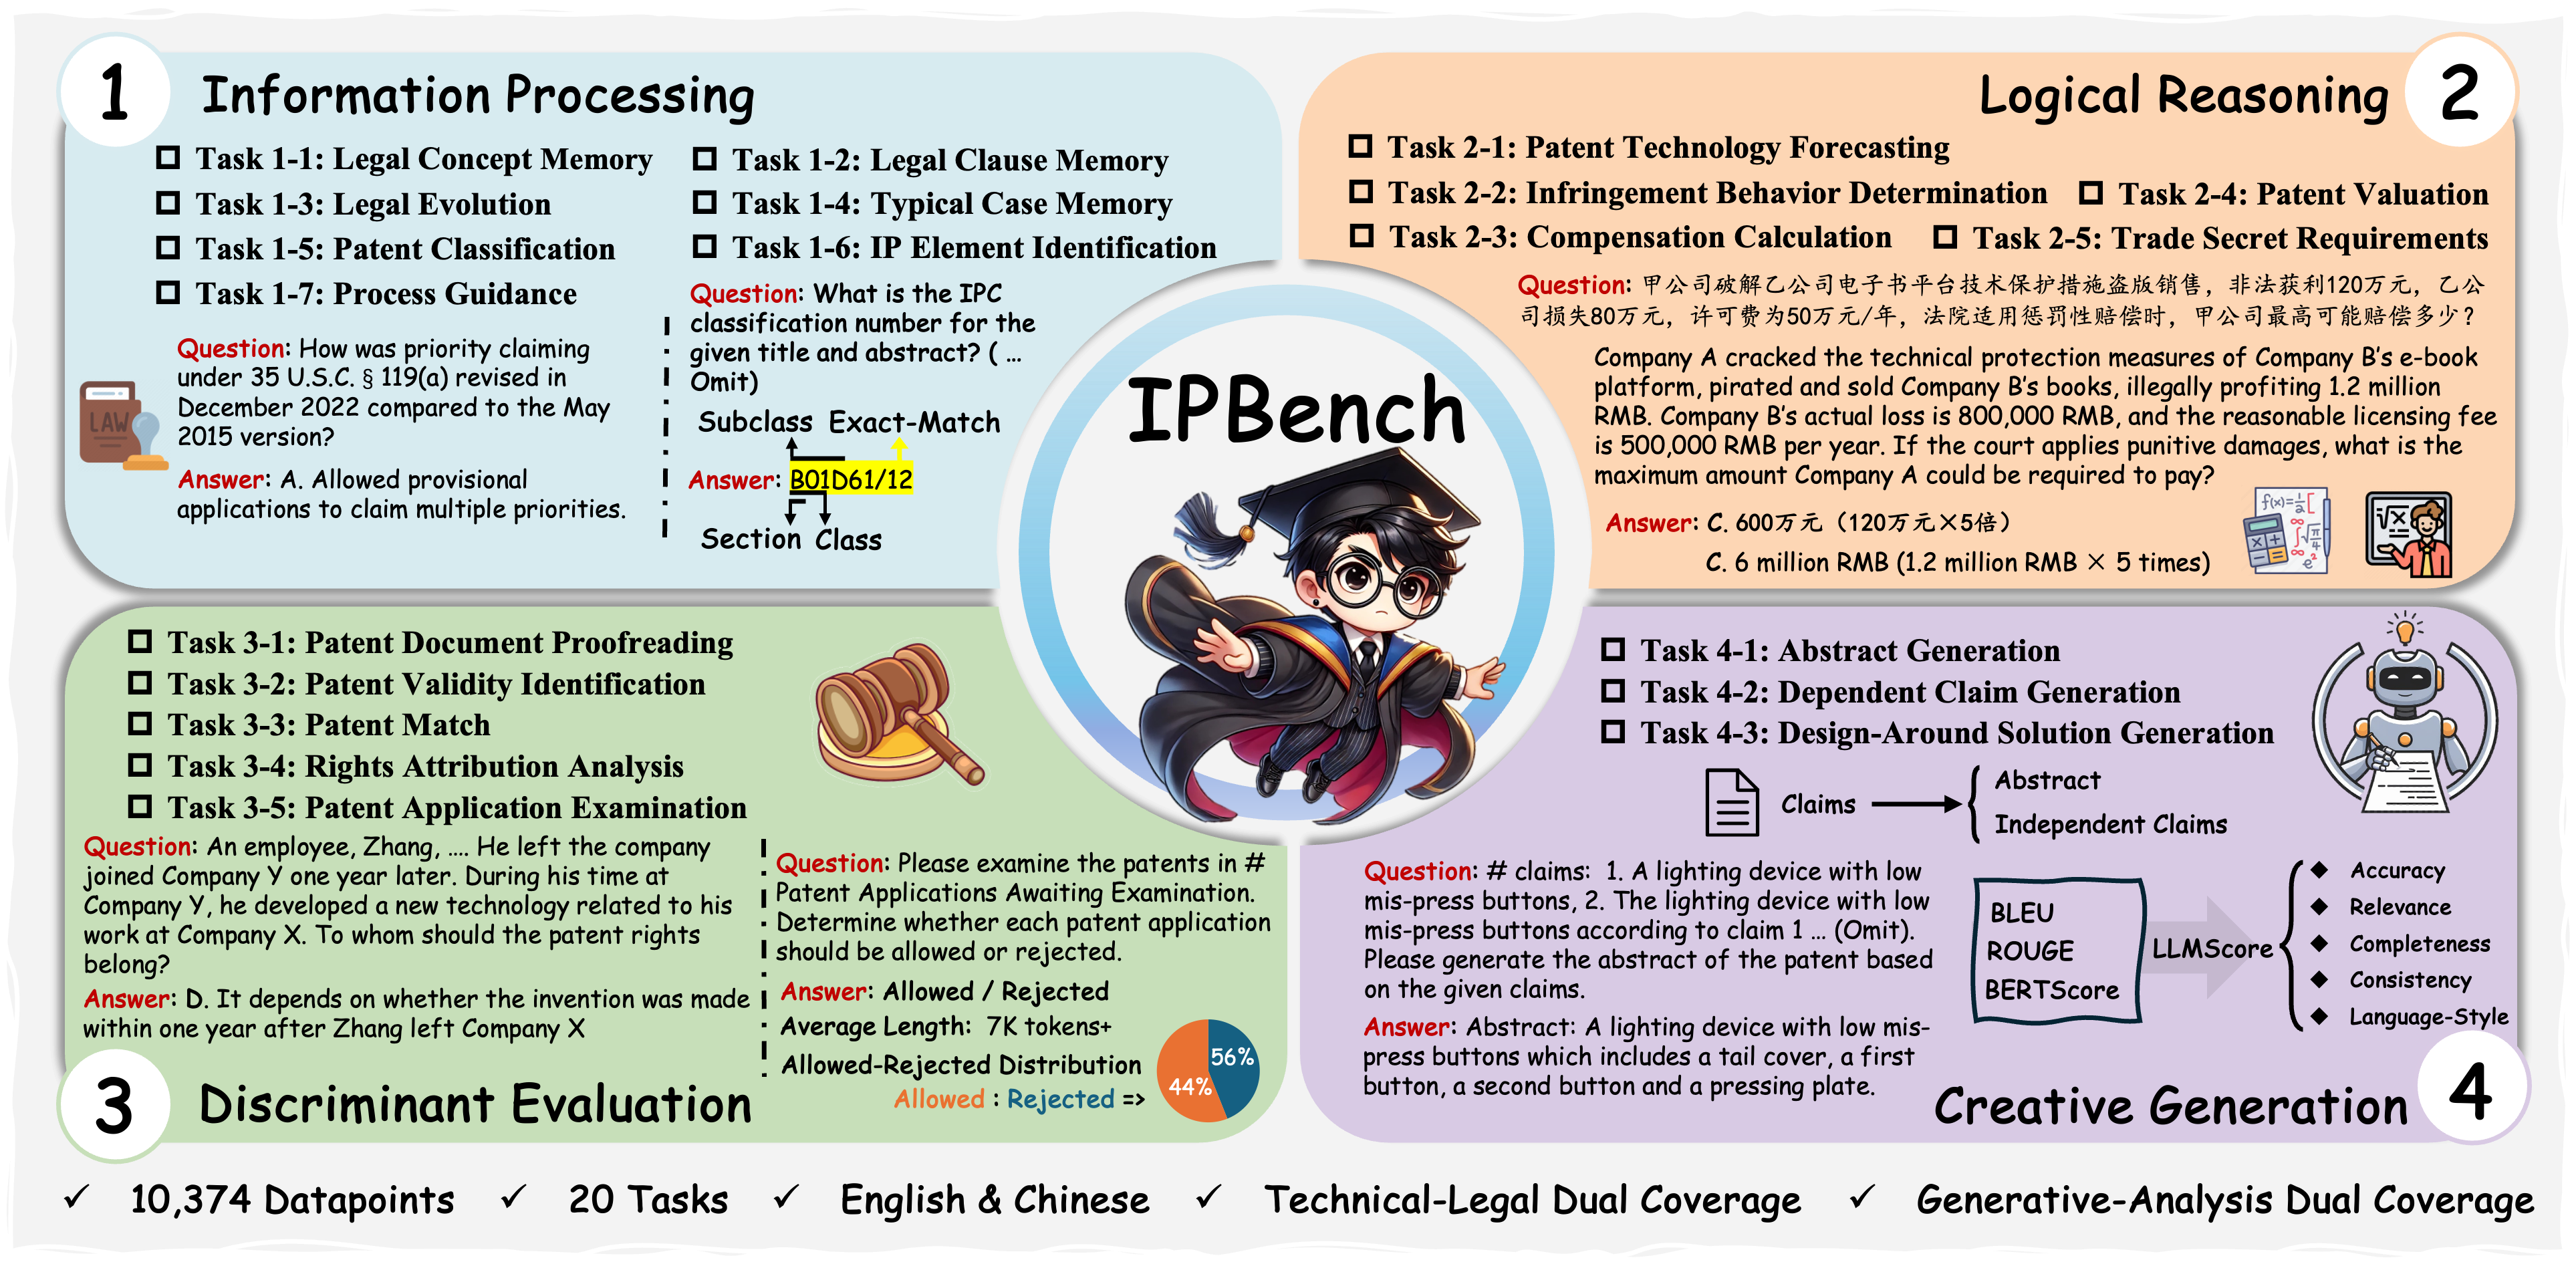 1
Information Processing
Task 1-1: Legal Concept Memory
Task 1-2: Legal Clause Memory
Task 1-3: Legal Evolution
Task 1-4: Typical Case Memory
Task 1-5: Patent Classification
Task 1-6: IP Element Identification
Task 1-7: Process Guidance
Question: How was priority claiming
under 35 U.S.C. § 119(a) revised in
December 2022 compared to the May
2015 version?
LAW
Answer: A. Allowed provisional
applications to claim multiple priorities.
Question: What is the IPC
classification number for the
given title and abstract? ( …
Omit)
Subclass Exact-Match
Answer: B01D61/12
Section Class
Logical Reasoning
2
Task 2-1: Patent Technology Forecasting
Task 2-2: Infringement Behavior Determination
Task 2-4: Patent Valuation
Task 2-3: Compensation Calculation
Task 2-5: Trade Secret Requirements
Question: 甲公司破解乙公司电子书平台技术保护措施盗版销售，非法获利120万元，乙公
司损失80万元，许可费为50万元/年，法院适用惩罚性赔偿时，甲公司最高可能赔偿多少？
Company A cracked the technical protection measures of Company B's e-book
platform, pirated and sold Company B's books, illegally profiting 1.2 million
RMB. Company B's actual loss is 800,000 RMB, and the reasonable licensing fee
is 500,000 RMB per year. If the court applies punitive damages, what is the
maximum amount Company A could be required to pay?
Answer: C. 600万元（120万元×5倍）
C. 6 million RMB (1.2 million RMB × 5 times)
IPBench
Task 3-1: Patent Document Proofreading
Task 3-2: Patent Validity Identification
Task 3-3: Patent Match
Task 3-4: Rights Attribution Analysis
Task 3-5: Patent Application Examination
Question: An employee, Zhang, .... He left the company
joined Company Y one year later. During his time at
Company Y, he developed a new technology related to his
work at Company X. To whom should the patent rights
belong?
Answer: D. It depends on whether the invention was made
within one year after Zhang left Company X
Question: Please examine the patents in #
Patent Applications Awaiting Examination.
Determine whether each patent application
should be allowed or rejected.
Answer: Allowed / Rejected
Average Length: 7K tokens+
Allowed-Rejected Distribution
Allowed : Rejected =>
56%
44%
3
Discriminant Evaluation
Task 4-1: Abstract Generation
Task 4-2: Dependent Claim Generation
Task 4-3: Design-Around Solution Generation
Claims
Abstract
Independent Claims
Question: # claims: 1. A lighting device with low
mis-press buttons, 2. The lighting device with low
mis-press buttons according to claim 1 … (Omit).
Please generate the abstract of the patent based
on the given claims.
Answer: Abstract: A lighting device with low mis-
press buttons which includes a tail cover, a first
button, a second button and a pressing plate.
BLEU
ROUGE
BERTScore
LLMScore
Accuracy
Relevance
Completeness
Consistency
Language-Style
Creative Generation
4
✓ 10,374 Datapoints ✓ 20 Tasks ✓ English & Chinese ✓ Technical-Legal Dual Coverage ✓ Generative-Analysis Dual Coverage